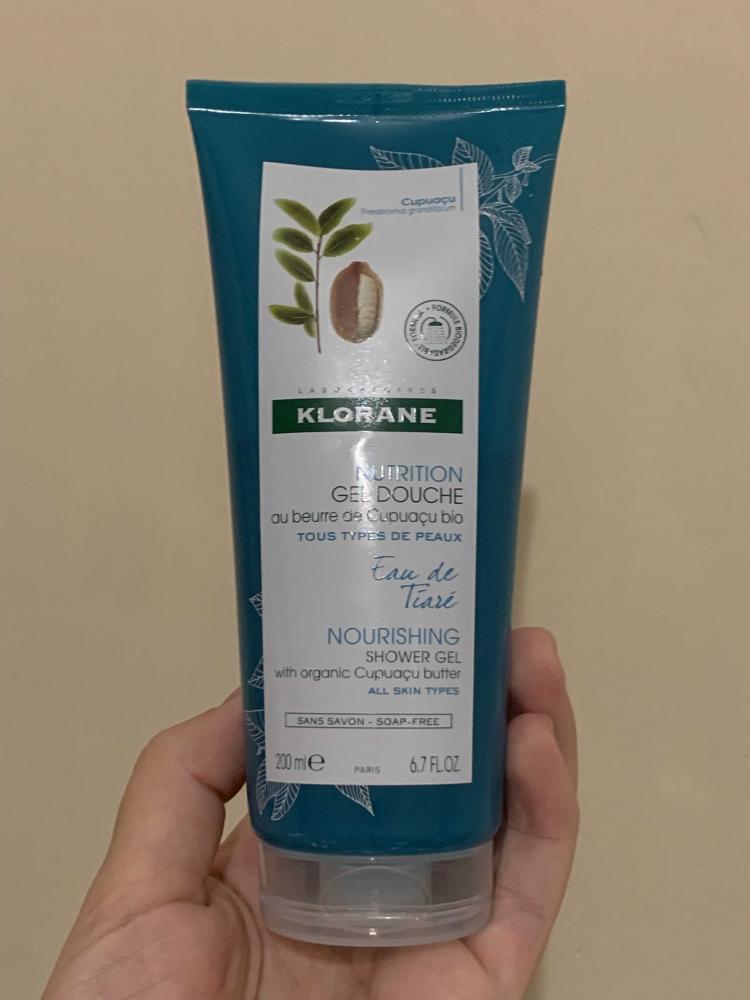 Cupuaçu
Theobroma grandiflorum
FORMULE BIODEGRADABLE
LABORATOIRES
KLORANE
NUTRITION
GEL DOUCHE
au beurre de Cupuaçu bio
TOUS TYPES DE PEAUX
Eau de
Tiaré
NOURISHING
SHOWER GEL
with organic Cupuaçu butter
ALL SKIN TYPES
SANS SAVON - SOAP-FREE
200 ml e PARIS 6.7 FL.OZ.